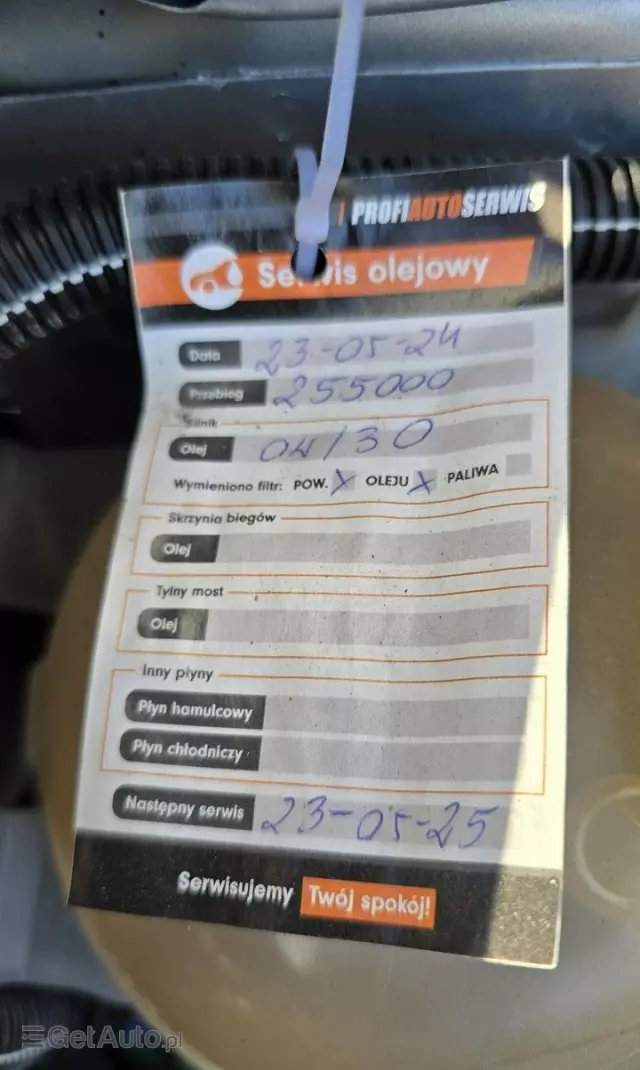 PROFIAUTOSERWIS
Serwis olejowy
Data 23-05-24
Przebieg 255000
Silnik
Olej 0W/30
Wymieniono filtr: POW. X OLEJU X PALIWA
Skrzynia biegów
Olej
Tylny most
Olej
Inny płyny
Płyn hamulcowy
Płyn chłodniczy
Następny serwis 23-05-25
Serwisujemy Twój spokój!
GetAuto.pl